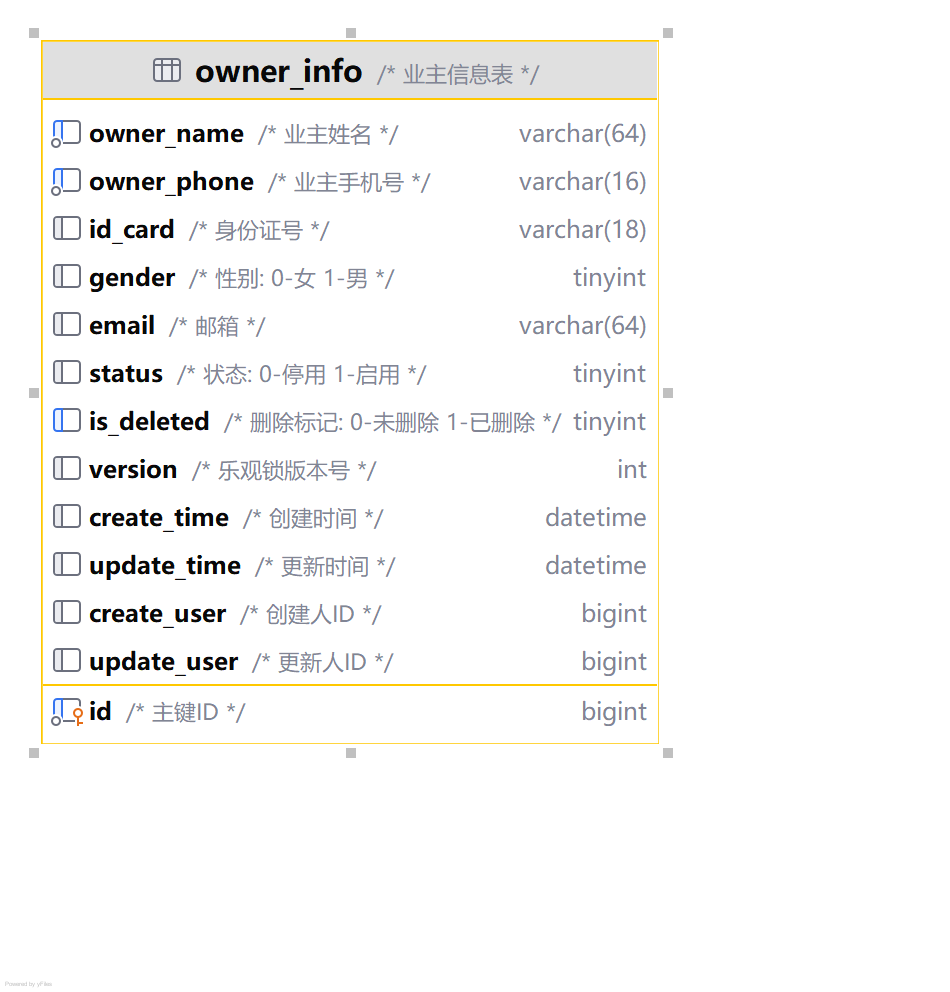 owner_info /* 业主信息表 */
owner_name /* 业主姓名 */ varchar(64)
owner_phone /* 业主手机号 */ varchar(16)
id_card /* 身份证号 */ varchar(18)
gender /* 性别: 0-女 1-男 */ tinyint
email /* 邮箱 */ varchar(64)
status /* 状态: 0-停用 1-启用 */ tinyint
is_deleted /* 删除标记: 0-未删除 1-已删除 */ tinyint
version /* 乐观锁版本号 */ int
create_time /* 创建时间 */ datetime
update_time /* 更新时间 */ datetime
create_user /* 创建人ID */ bigint
update_user /* 更新人ID */ bigint
id /* 主键ID */ bigint
Powered by yFiles